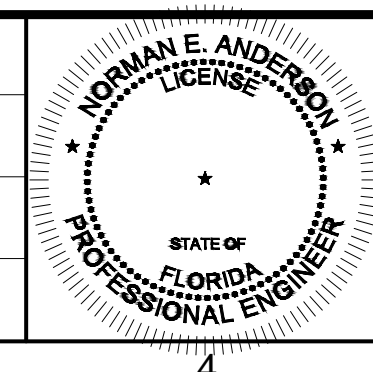 NORMAN E. ANDERSON
LICENSE
STATE OF
FLORIDA
PROFESSIONAL ENGINEER
4